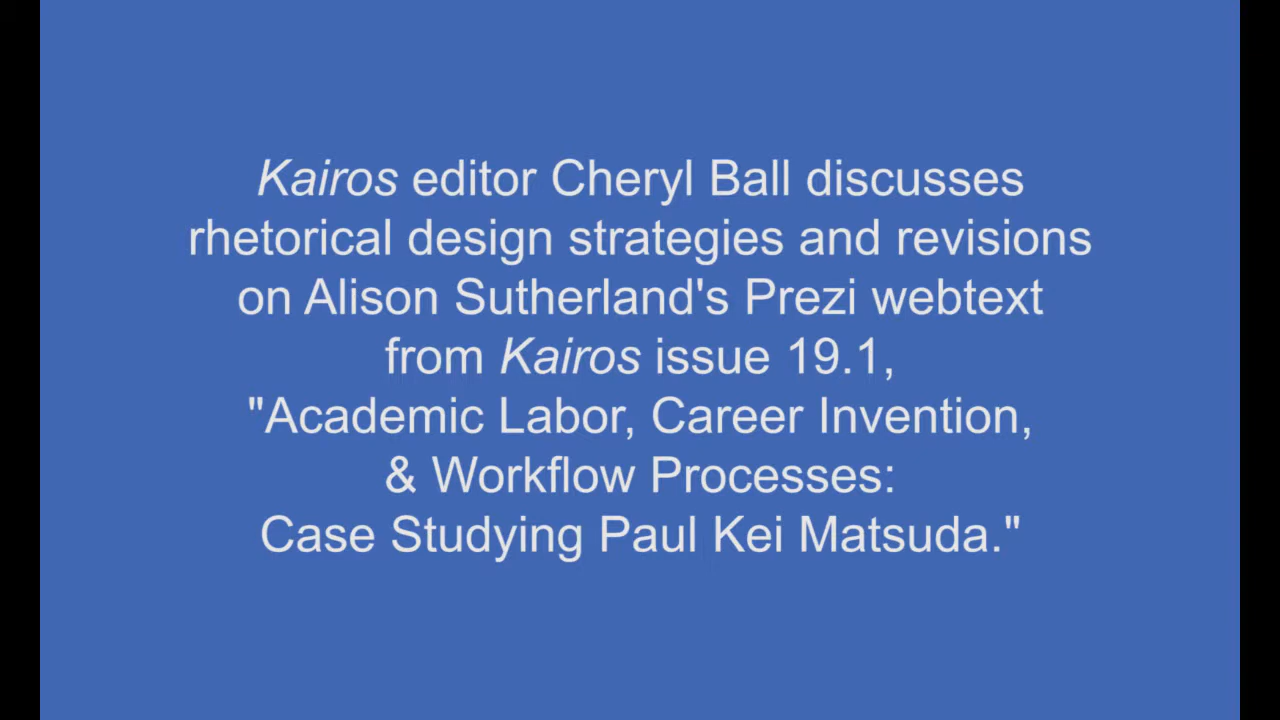 Kairos editor Cheryl Ball discusses
rhetorical design strategies and revisions
on Alison Sutherland's Prezi webtext
from Kairos issue 19.1,
"Academic Labor, Career Invention,
& Workflow Processes:
Case Studying Paul Kei Matsuda."